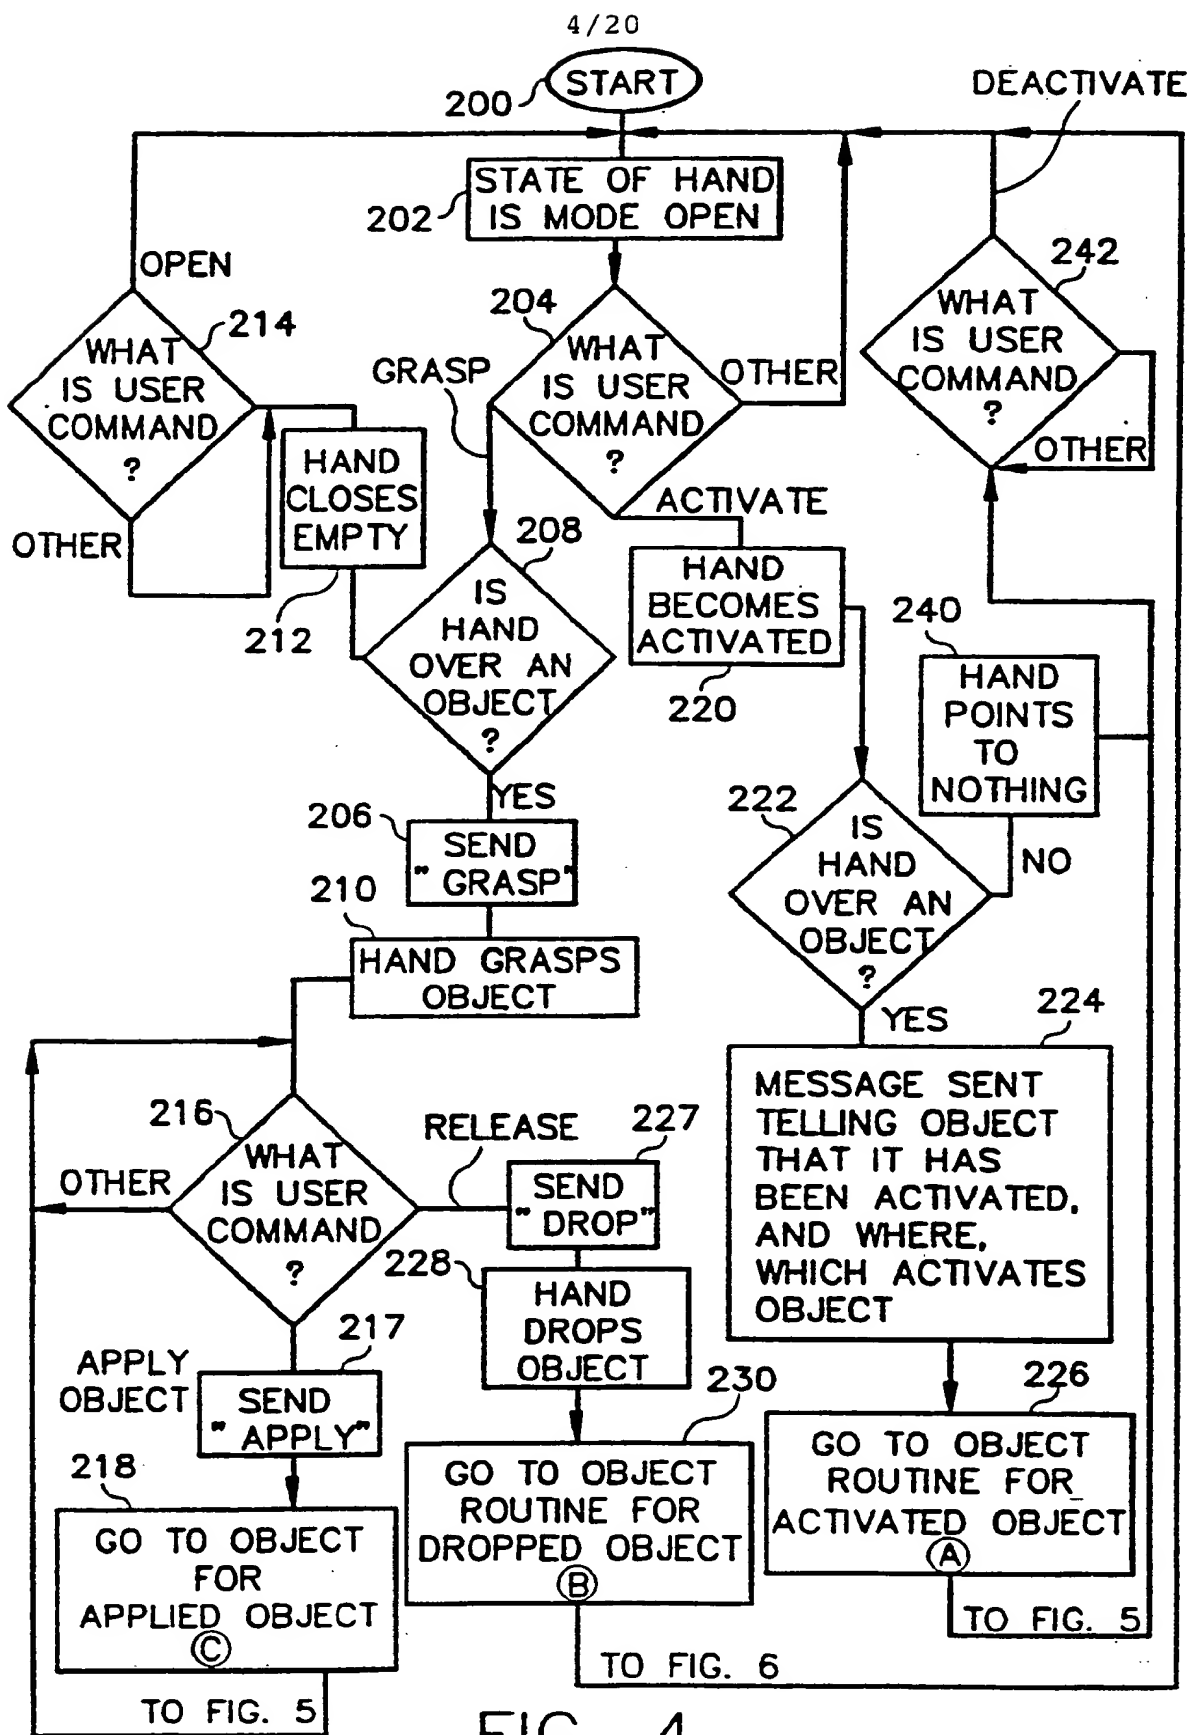 4/20
START
200
DEACTIVATE
STATE OF HAND
IS MODE OPEN
202
OPEN
214
WHAT
IS USER
COMMAND
?
OTHER
HAND
CLOSES
EMPTY
212
204
GRASP
WHAT
IS USER
COMMAND
?
OTHER
ACTIVATE
242
WHAT
IS USER
COMMAND
?
OTHER
208
IS
HAND
OVER AN
OBJECT
?
YES
HAND
BECOMES
ACTIVATED
220
240
HAND
POINTS
TO
NOTHING
222
IS
HAND
OVER AN
OBJECT
?
NO
YES
206
SEND
" GRASP"
210
HAND GRASPS
OBJECT
224
MESSAGE SENT
TELLING OBJECT
THAT IT HAS
BEEN ACTIVATED,
AND WHERE,
WHICH ACTIVATES
OBJECT
216
WHAT
IS USER
COMMAND
?
OTHER
RELEASE
227
SEND
" DROP"
228
HAND
DROPS
OBJECT
APPLY
OBJECT
217
SEND
" APPLY"
218
GO TO OBJECT
FOR
APPLIED OBJECT
C
TO FIG. 5
230
GO TO OBJECT
ROUTINE FOR
DROPPED OBJECT
B
TO FIG. 6
226
GO TO OBJECT
ROUTINE FOR
ACTIVATED OBJECT
A
TO FIG. 5
FIG. 4